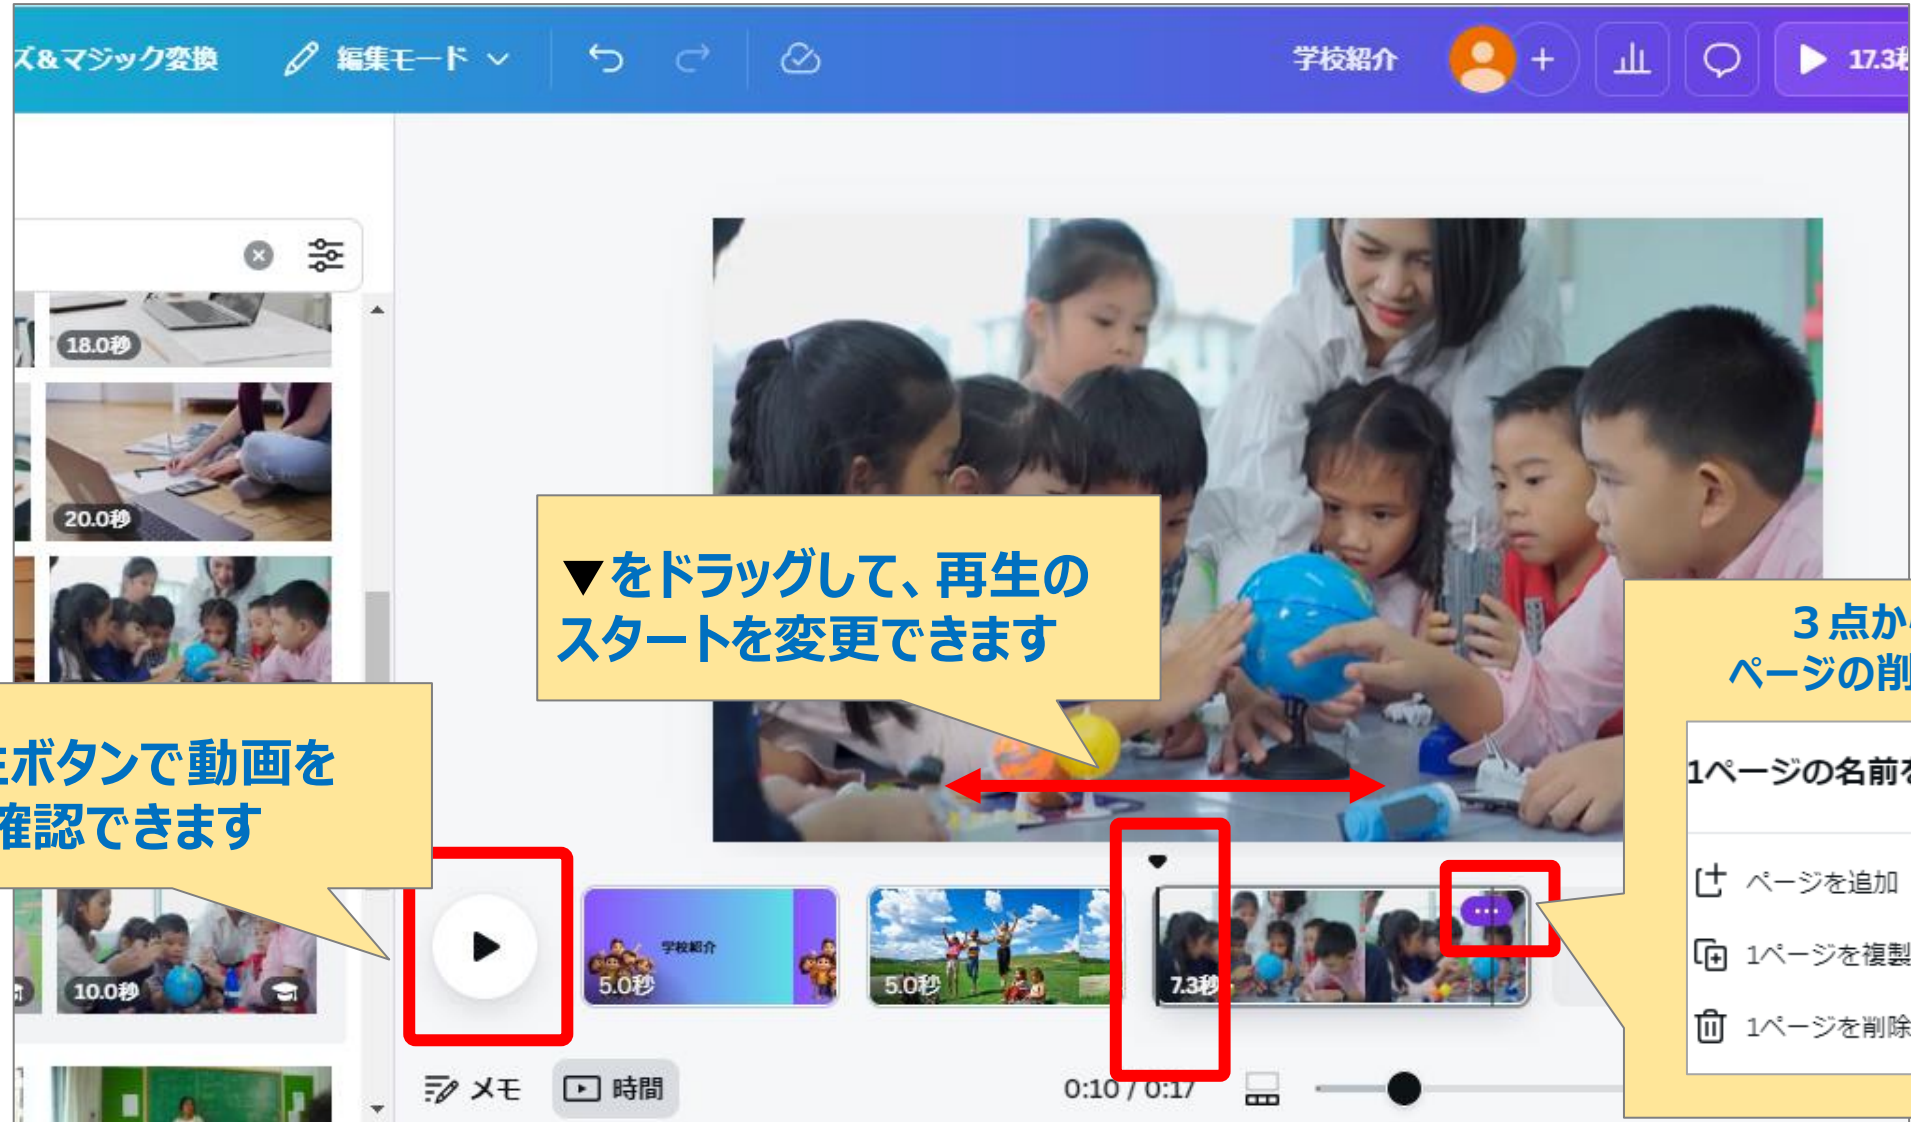 ズ&マジック変換
編集モード
学校紹介
17.3秒
18.0秒
20.0秒
▼をドラッグして、再生の
スタートを変更できます
３点から
ページの削
生ボタンで動画を
確認できます
1ページの名前を
ページを追加
1ページを複製
1ページを削除
10.0秒
学校紹介
5.0秒
5.0秒
7.3秒
メモ
時間
0:10 / 0:17